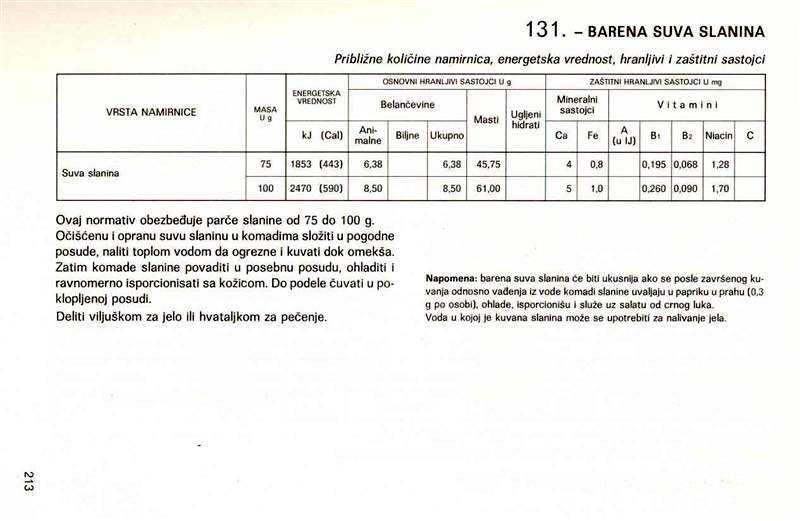 131. – BARENA SUVA SLANINA
Približne količine namirnica, energetska vrednost, hranljivi i zaštitni sastojci
VRSTA NAMIRNICE
MASA
U g
ENERGETSKA
VREDNOST
OSNOVNI HRANLJIVI SASTOJCI U g
ZAŠTITNI HRANLJIVI SASTOJCI U mg
Belančevine
Masti
Ugljeni
hidrati
Mineralni
sastojci
Vitamini
kJ (Cal)
Ani-
malne
Biljne
Ukupno
Ca
Fe
A
(u IJ)
B1
B2
Niacin
C
Suva slanina
75 1853 (443) 6,38 6,38 45,75 4 0,8 0,195 0,068 1,28
100 2470 (590) 8,50 8,50 61,00 5 1,0 0,260 0,090 1,70
Ovaj normativ obezbeđuje parče slanine od 75 do 100 g.
Očišćenu i opranu suvu slaninu u komadima složiti u pogodne
posude, naliti toplom vodom da ogrezne i kuvati dok omekša.
Zatim komade slanine povaditi u posebnu posudu, ohladiti i
ravnomerno isporcionisati sa kožicom. Do podele čuvati u po-
klopljenoj posudi.
Deliti viljuškom za jelo ili hvataljkom za pečenje.
Napomena: barena suva slanina će biti ukusnija ako se posle završenog ku-
vanja odnosno vađenja iz vode komadi slanine uvaljaju u papriku u prahu (0,3
g po osobi), ohlade, isporcionišu i služe uz salatu od crnog luka.
Voda u kojoj je kuvana slanina može se upotrebiti za nalivanje jela.
213